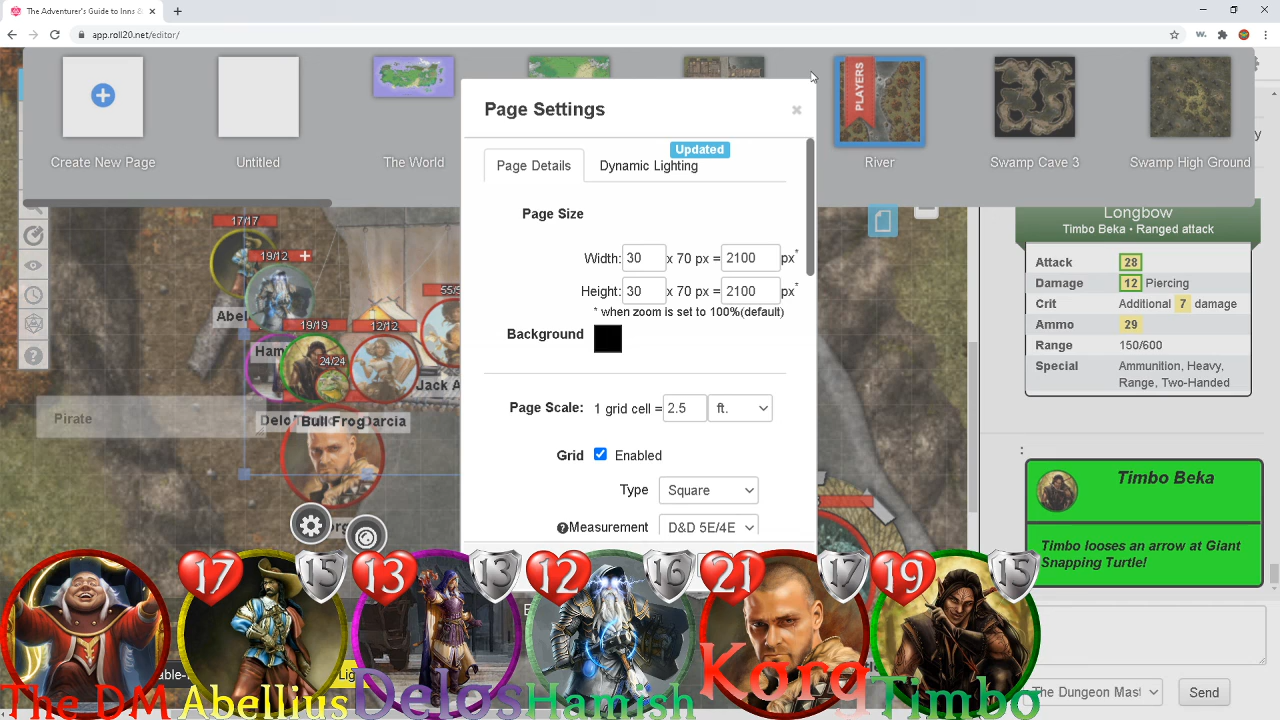 The Adventurer's Guide to Inns &
app.roll20.net/editor/
w.
PLAYERS
Create New Page
Untitled
The World
River
Swamp Cave 3
Swamp High Ground
Page Settings
Updated
Page Details
Dynamic Lighting
Page Size
Width: 30 x 70 px = 2100 px*
Height: 30 x 70 px = 2100 px*
* when zoom is set to 100%(default)
Background
Page Scale: 1 grid cell = 2.5 ft.
Grid Enabled
Type Square
Measurement D&D 5E/4E
17/17
19/12
55/5
19/19
12/12
24/24
Abel
Ham
Jack A
Delo
Bull Frog
Darcia
Pirate
Longbow
Timbo Beka • Ranged attack
Attack 28
Damage 12 Piercing
Crit Additional 7 damage
Ammo 29
Range 150/600
Special Ammunition, Heavy,
Range, Two-Handed
:
Timbo Beka
Timbo looses an arrow at Giant
Snapping Turtle!
17 15 13 13 12 16 21 17 19 15
The DM Abellius Delos Hamish Karg Timbo
The Dungeon Mast
Send